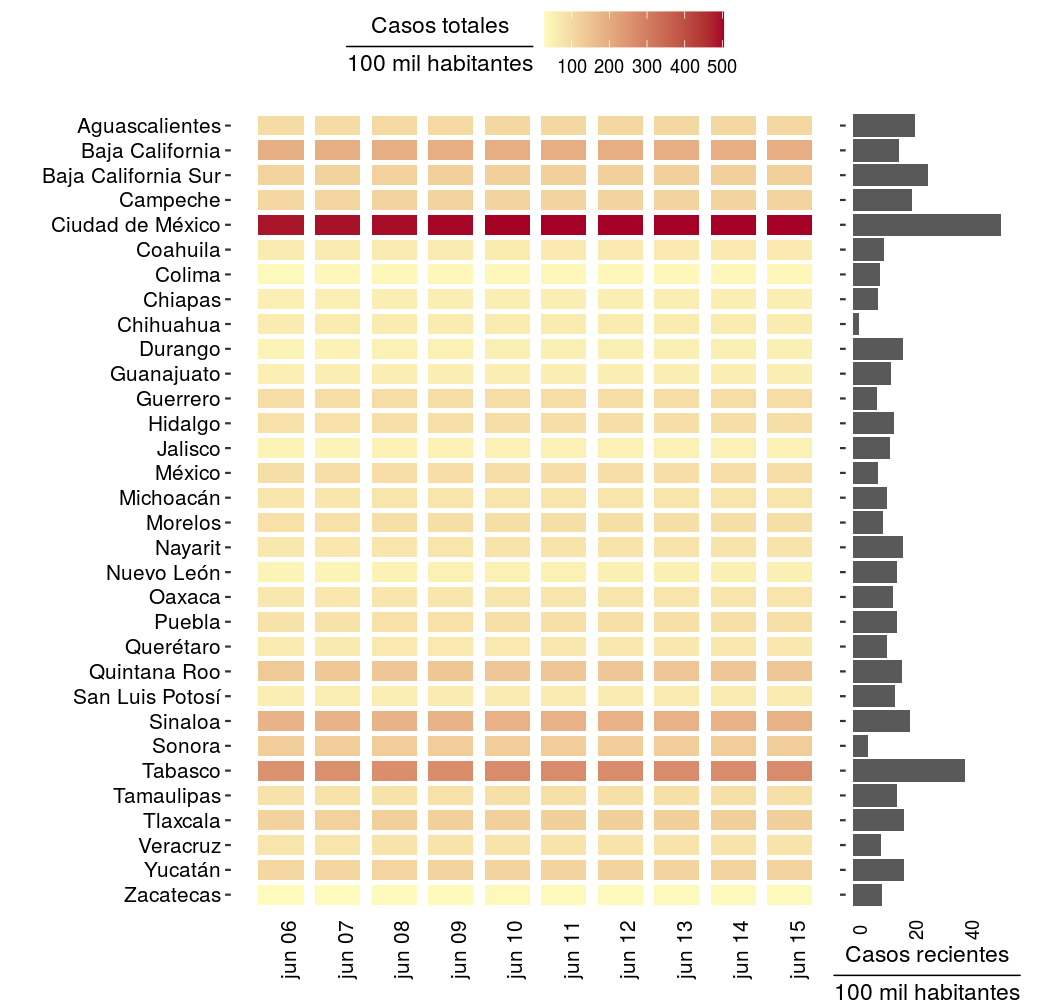 Casos totales
100 mil habitantes
100 200 300 400 500
Aguascalientes
Baja California
Baja California Sur
Campeche
Ciudad de México
Coahuila
Colima
Chiapas
Chihuahua
Durango
Guanajuato
Guerrero
Hidalgo
Jalisco
México
Michoacán
Morelos
Nayarit
Nuevo León
Oaxaca
Puebla
Querétaro
Quintana Roo
San Luis Potosí
Sinaloa
Sonora
Tabasco
Tamaulipas
Tlaxcala
Veracruz
Yucatán
Zacatecas
jun 06
jun 07
jun 08
jun 09
jun 10
jun 11
jun 12
jun 13
jun 14
jun 15
0
20
40
Casos recientes
100 mil habitantes